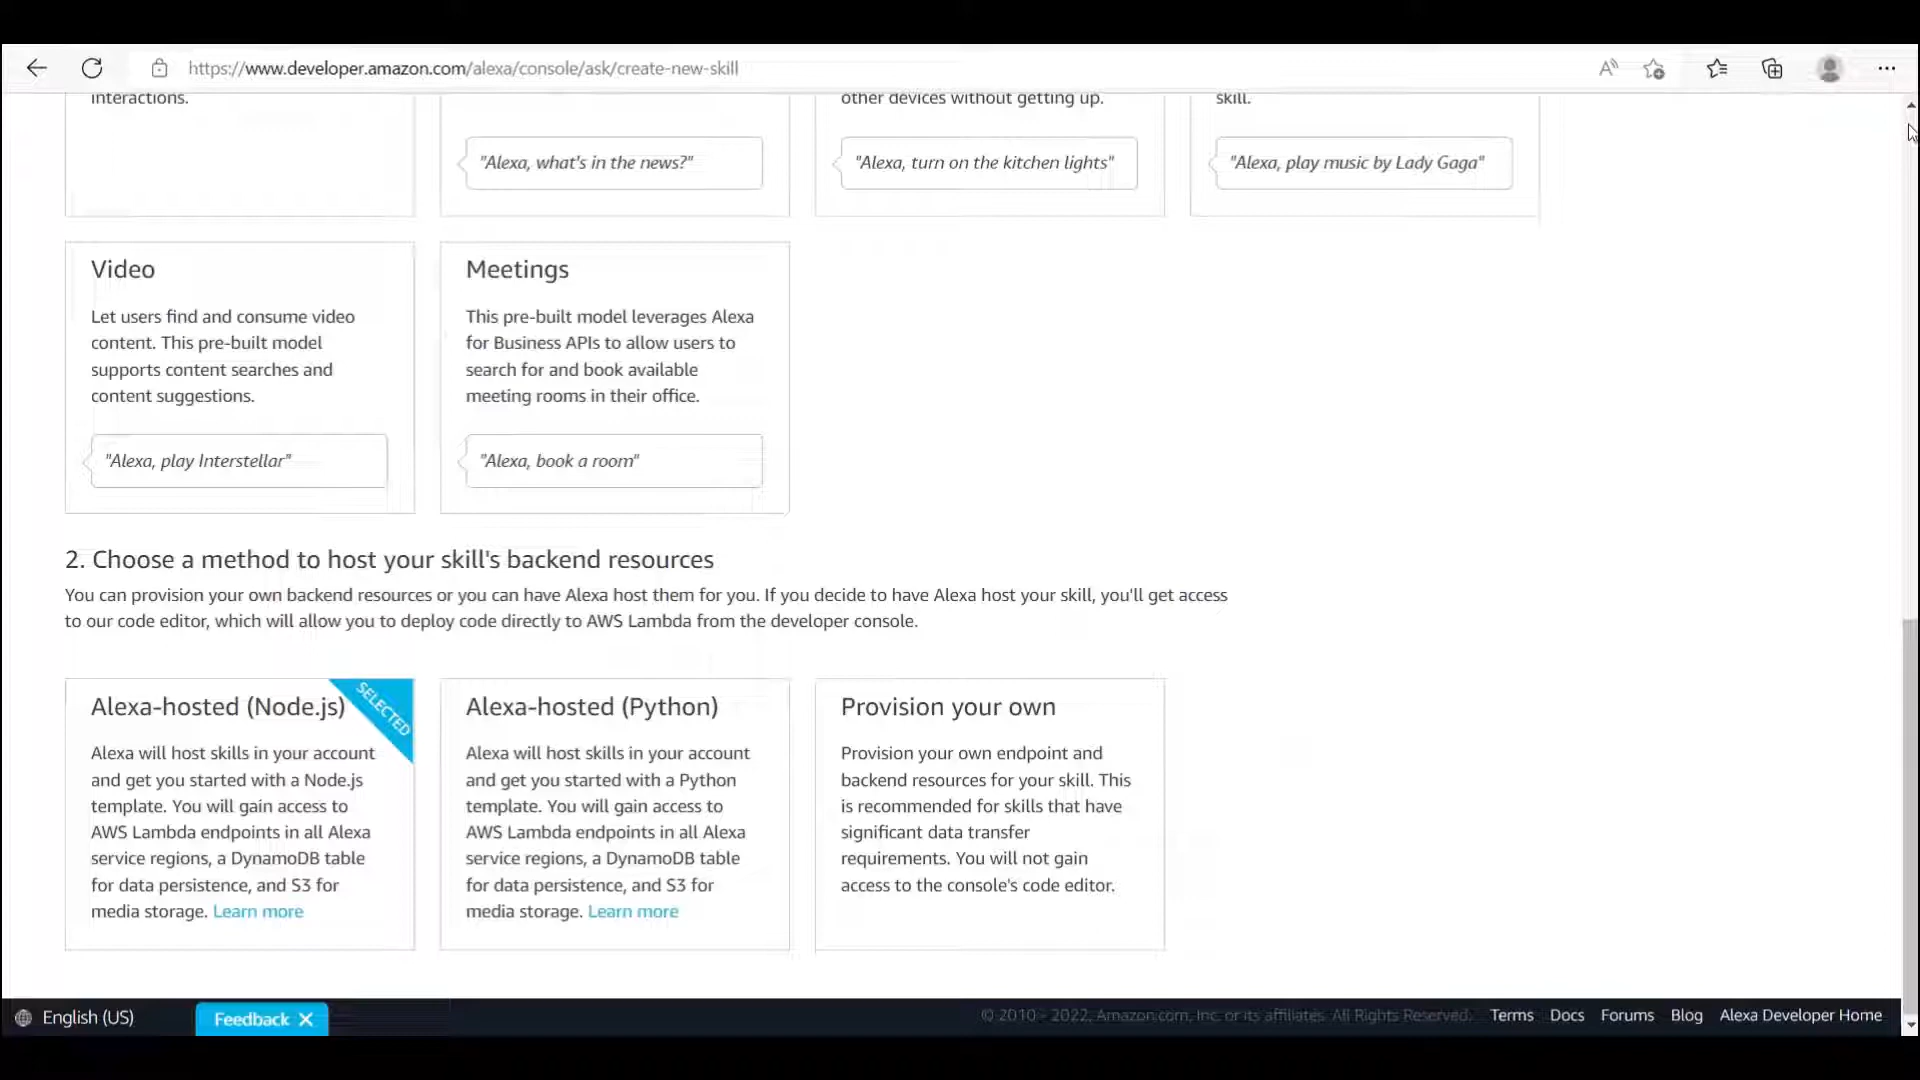 https://www.developer.amazon.com/alexa/console/ask/create-new-skill
interactions.
other devices without getting up.
skill.
"Alexa, what's in the news?"
"Alexa, turn on the kitchen lights"
"Alexa, play music by Lady Gaga"
Video
Let users find and consume video
content. This pre-built model
supports content searches and
content suggestions.
"Alexa, play Interstellar"
Meetings
This pre-built model leverages Alexa
for Business APIs to allow users to
search for and book available
meeting rooms in their office.
"Alexa, book a room"
2. Choose a method to host your skill's backend resources
You can provision your own backend resources or you can have Alexa host them for you. If you decide to have Alexa host your skill, you'll get access
to our code editor, which will allow you to deploy code directly to AWS Lambda from the developer console.
Alexa-hosted (Node.js)
SELECTED
Alexa will host skills in your account
and get you started with a Node.js
template. You will gain access to
AWS Lambda endpoints in all Alexa
service regions, a DynamoDB table
for data persistence, and S3 for
media storage. Learn more
Alexa-hosted (Python)
Alexa will host skills in your account
and get you started with a Python
template. You will gain access to
AWS Lambda endpoints in all Alexa
service regions, a DynamoDB table
for data persistence, and S3 for
media storage. Learn more
Provision your own
Provision your own endpoint and
backend resources for your skill. This
is recommended for skills that have
significant data transfer
requirements. You will not gain
access to the console's code editor.
English (US)
Feedback
© 2010 - 2022, Amazon.com, Inc. or its affiliates. All Rights Reserved.
Terms
Docs
Forums
Blog
Alexa Developer Home